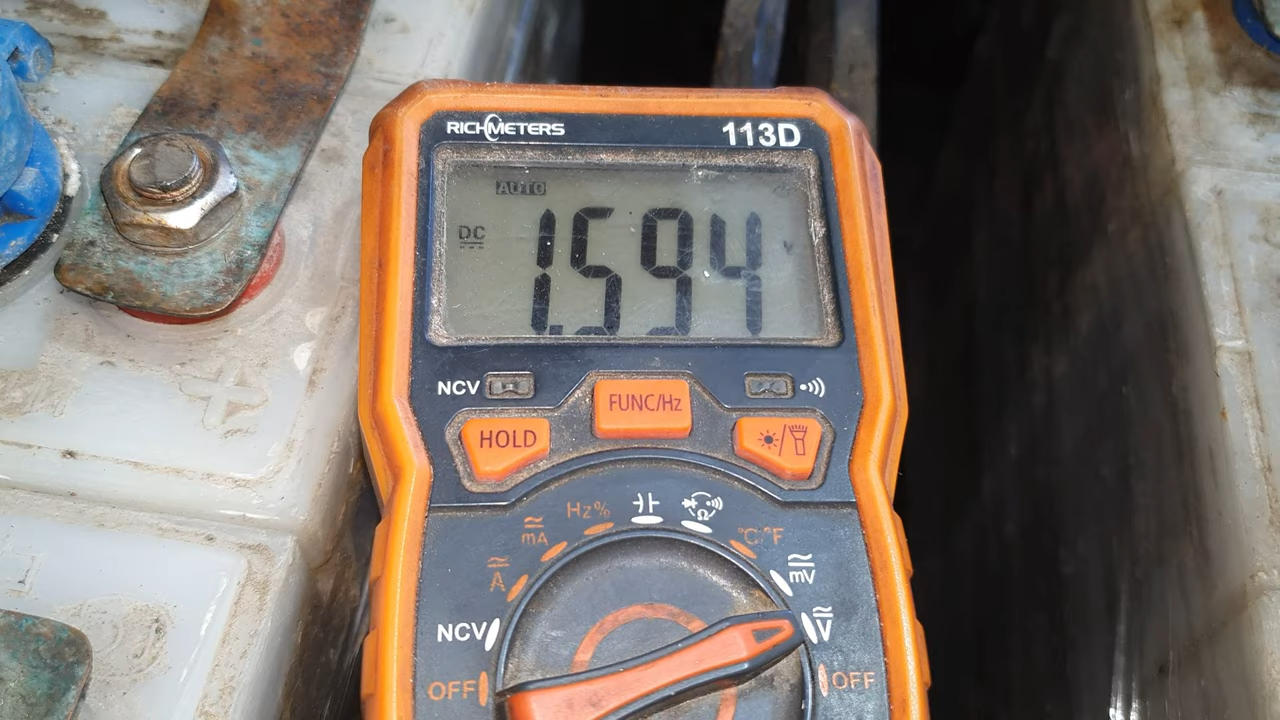 RICHMETERS 113D
AUTO
DC 1.594 V
NCV
HOLD FUNC/Hz
Hz%
mA °C/°F
A mV
NCV V
OFF OFF